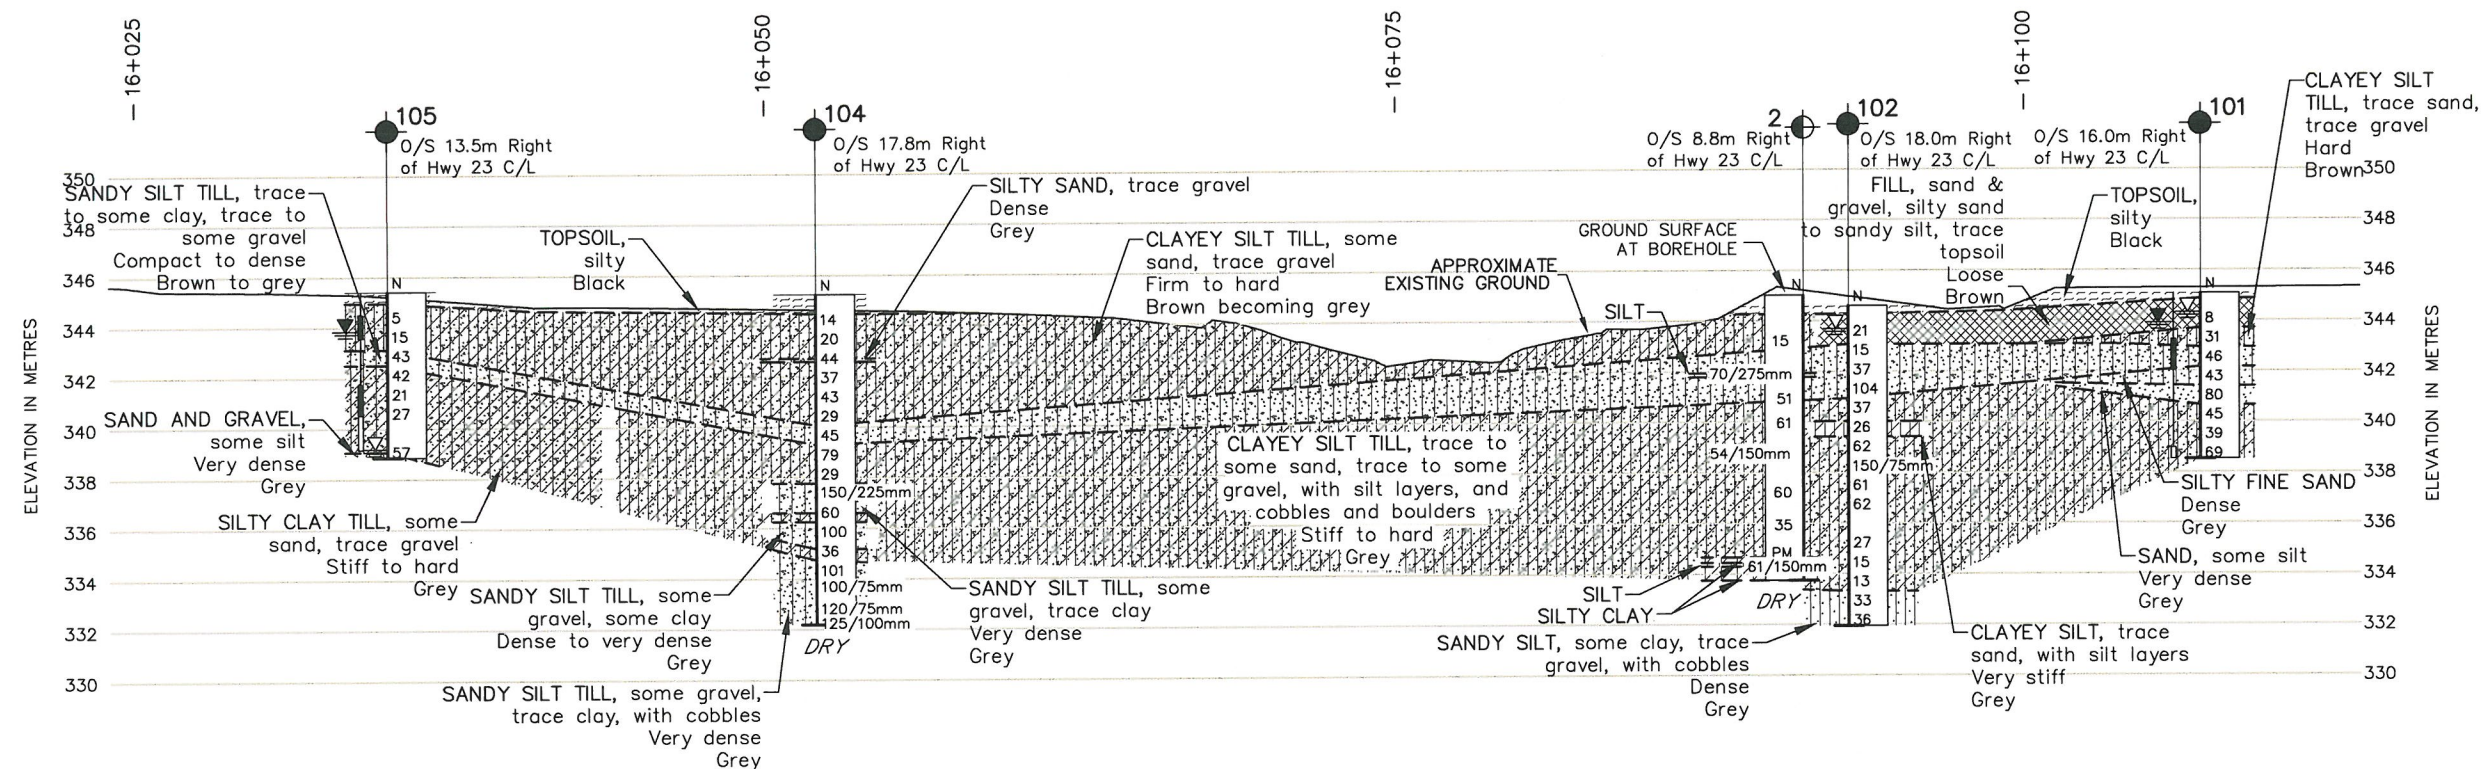 16+025
16+050
16+075
16+100
105
O/S 13.5m Right
of Hwy 23 C/L
104
O/S 17.8m Right
of Hwy 23 C/L
2
O/S 8.8m Right
of Hwy 23 C/L
102
O/S 18.0m Right
of Hwy 23 C/L
101
O/S 16.0m Right
of Hwy 23 C/L
CLAYEY SILT
TILL, trace sand,
trace gravel
Hard
Brown
350
348
346
344
342
340
338
336
334
332
330
ELEVATION IN METRES
SANDY SILT TILL, trace
to some clay, trace to
some gravel
Compact to dense
Brown to grey
TOPSOIL,
silty
Black
SILTY SAND, trace gravel
Dense
Grey
CLAYEY SILT TILL, some
sand, trace gravel
Firm to hard
Brown becoming grey
APPROXIMATE
EXISTING GROUND
GROUND SURFACE
AT BOREHOLE
SILT
FILL, sand &
gravel, silty sand
to sandy silt, trace
topsoil
Loose
Brown
TOPSOIL,
silty
Black
N
5
15
43
42
21
27
57
N
14
20
44
37
43
29
45
79
29
150/225mm
60
100
36
101
100/75mm
120/75mm
125/100mm
DRY
N
15
70/275mm
51
61
54/150mm
60
35
PM
61/150mm
DRY
N
21
15
37
104
37
26
62
150/75mm
61
62
27
15
13
33
36
8
31
46
43
80
45
39
69
SAND AND GRAVEL,
some silt
Very dense
Grey
SILTY CLAY TILL, some
sand, trace gravel
Stiff to hard
Grey
SANDY SILT TILL, some
gravel, some clay
Dense to very dense
Grey
SANDY SILT TILL, some gravel,
trace clay, with cobbles
Very dense
Grey
SANDY SILT TILL, some
gravel, trace clay
Very dense
Grey
CLAYEY SILT TILL, trace to
some sand, trace to some
gravel, with silt layers, and
cobbles and boulders
Stiff to hard
Grey
SILT
SILTY CLAY
SANDY SILT, some clay, trace
gravel, with cobbles
Dense
Grey
CLAYEY SILT, trace
sand, with silt layers
Very stiff
Grey
SAND, some silt
Very dense
Grey
SILTY FINE SAND
Dense
Grey
350
348
346
344
342
340
338
336
334
332
330
ELEVATION IN METRES